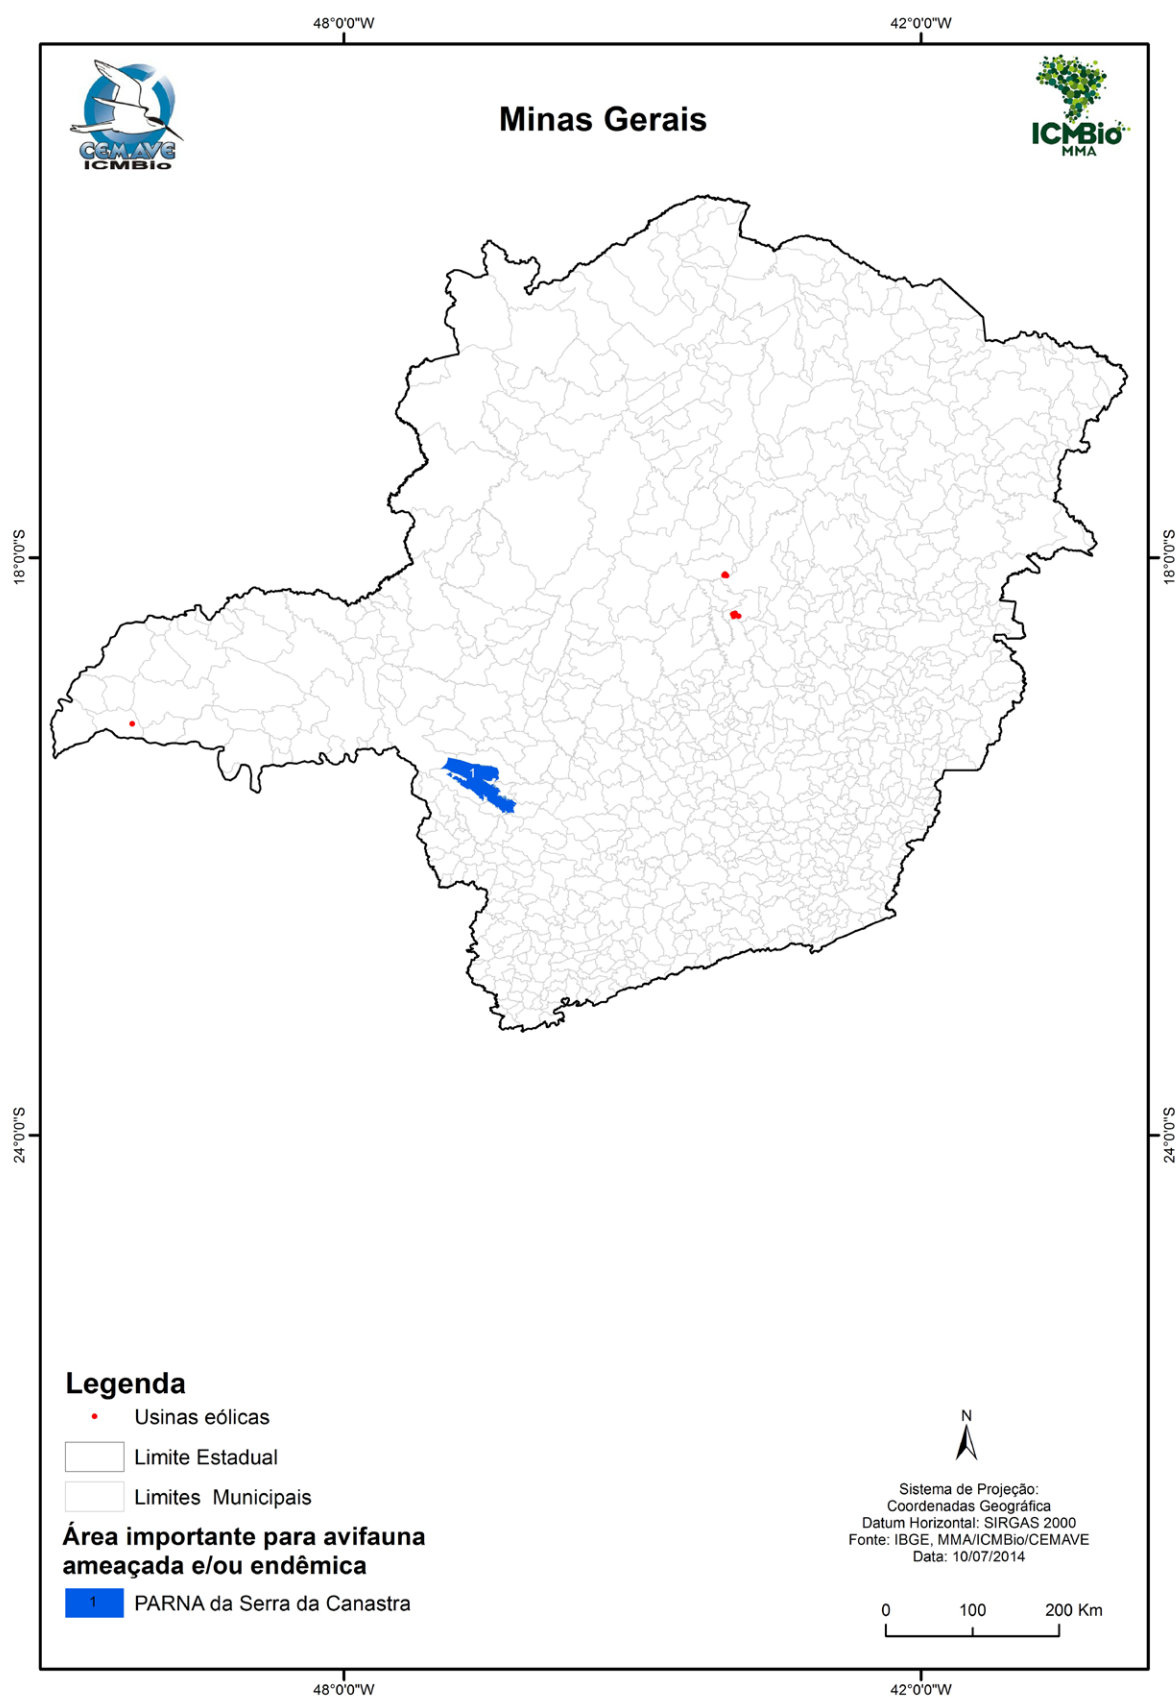 48°0'0"W
42°0'0"W
CEMAVE
ICMBio
Minas Gerais
ICMBio
MMA
18°0'0"S
18°0'0"S
1
24°0'0"S
24°0'0"S
Legenda
Usinas eólicas
Limite Estadual
Limites Municipais
Área importante para avifauna
ameaçada e/ou endêmica
1
PARNA da Serra da Canastra
N
Sistema de Projeção:
Coordenadas Geográfica
Datum Horizontal: SIRGAS 2000
Fonte: IBGE, MMA/ICMBio/CEMAVE
Data: 10/07/2014
0 100 200 Km
48°0'0"W
42°0'0"W